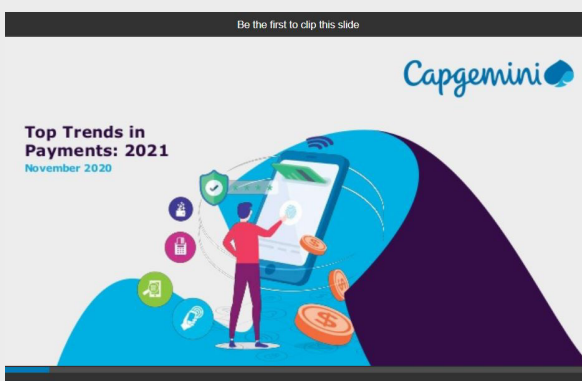 Be the first to clip this slide
Capgemini
Top Trends in
Payments: 2021
November 2020